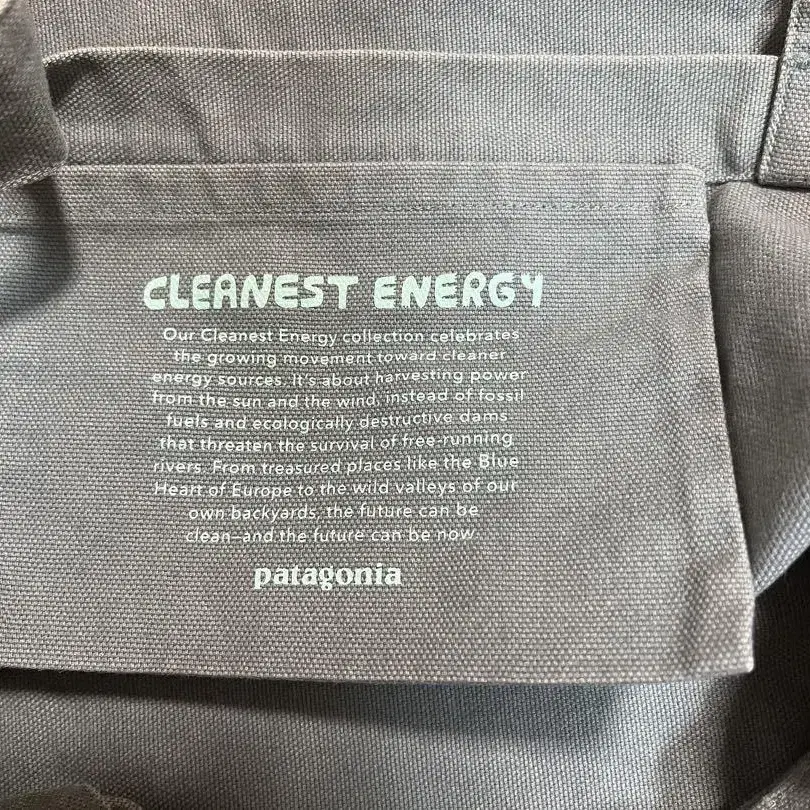 CLEANEST ENERGY
Our Cleanest Energy collection celebrates
the growing movement toward cleaner
energy sources. It's about harvesting power
from the sun and the wind, instead of fossil
fuels and ecologically destructive dams
that threaten the survival of free-running
rivers. From treasured places like the Blue
Heart of Europe to the wild valleys of our
own backyards, the future can be
clean—and the future can be now.
patagonia